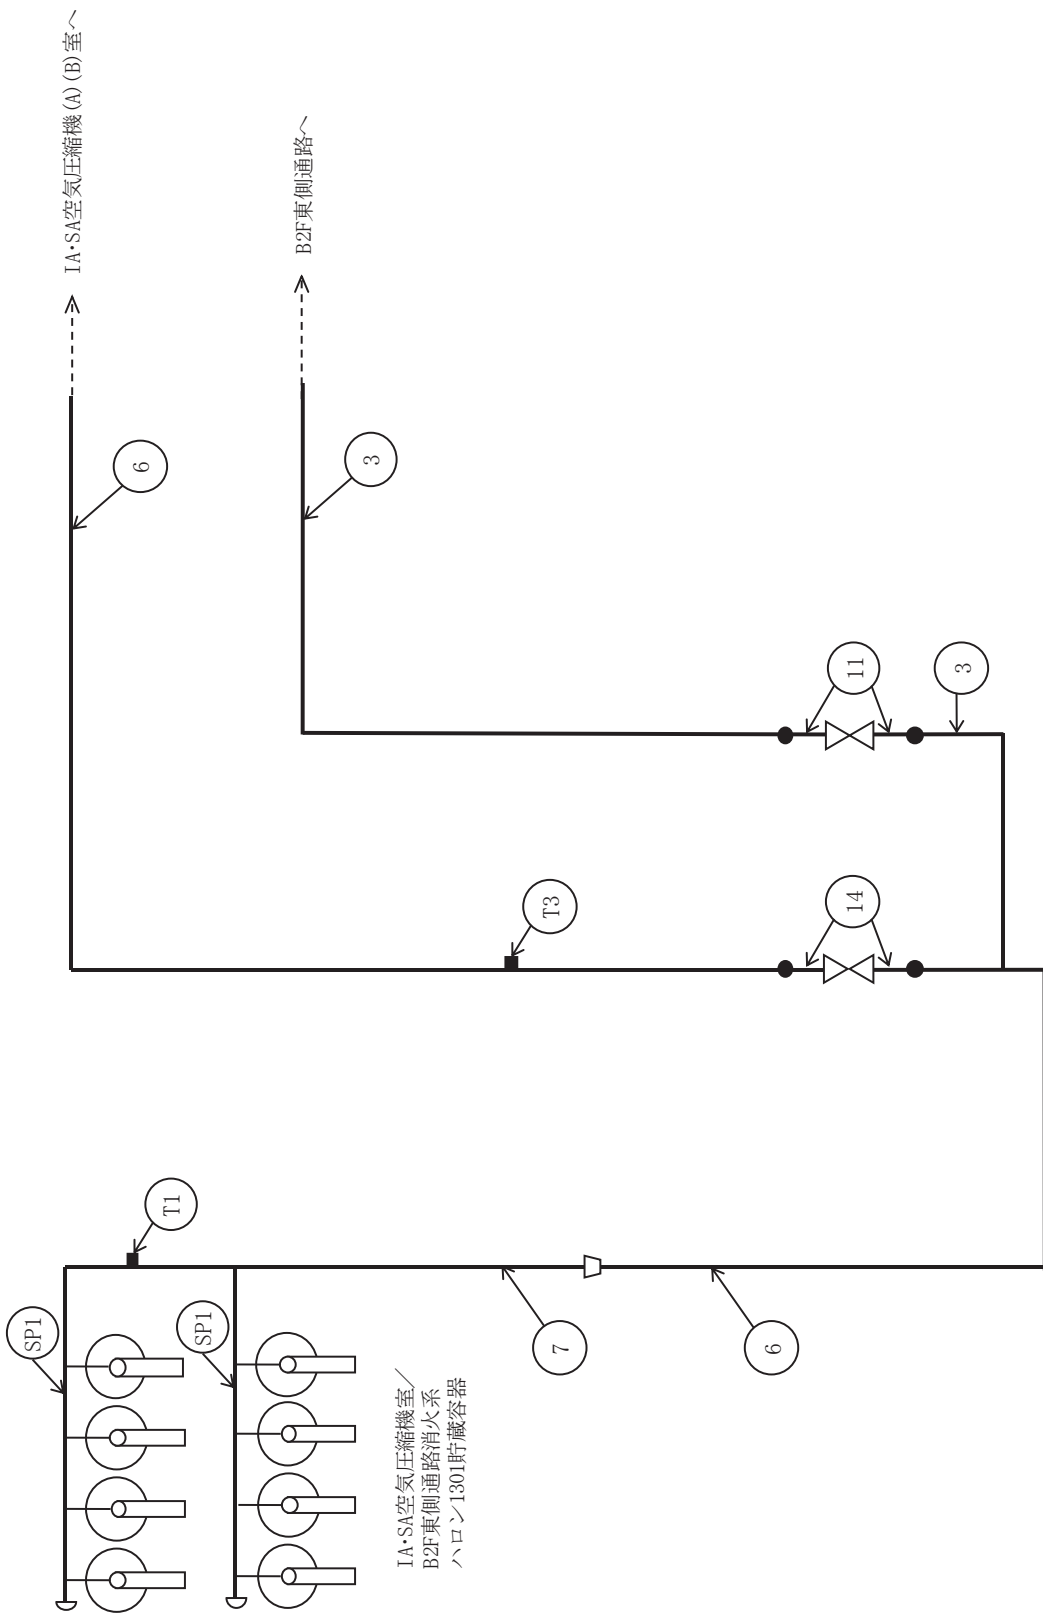 IA・SA空気圧縮機(A)(B)室へ
B2F東側通路へ
6
3
11
3
T3
14
T1
SP1
SP1
7
6
IA・SA空気圧縮機室／
B2F東側通路消火系
ハロン1301貯蔵容器